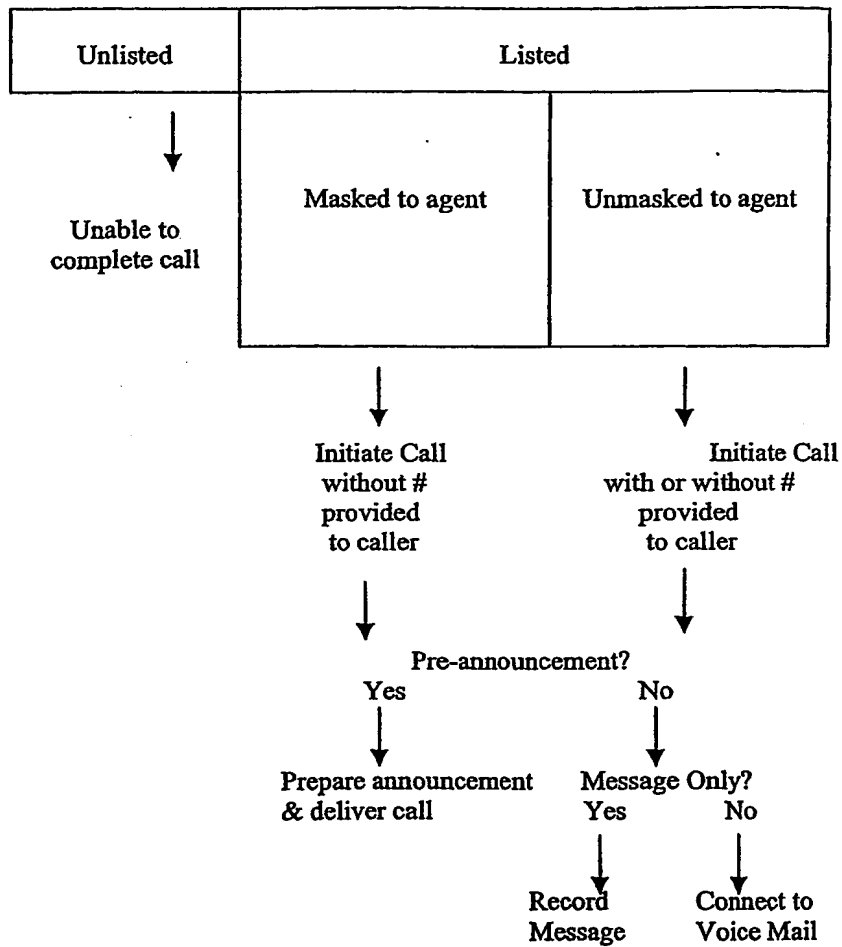 Unlisted
Listed
Masked to agent
Unmasked to agent
Unable to
complete call
Initiate Call
without #
provided
to caller
Initiate Call
with or without #
provided
to caller
Pre-announcement?
Yes
No
Prepare announcement
& deliver call
Message Only?
Yes
No
Record
Message
Connect to
Voice Mail